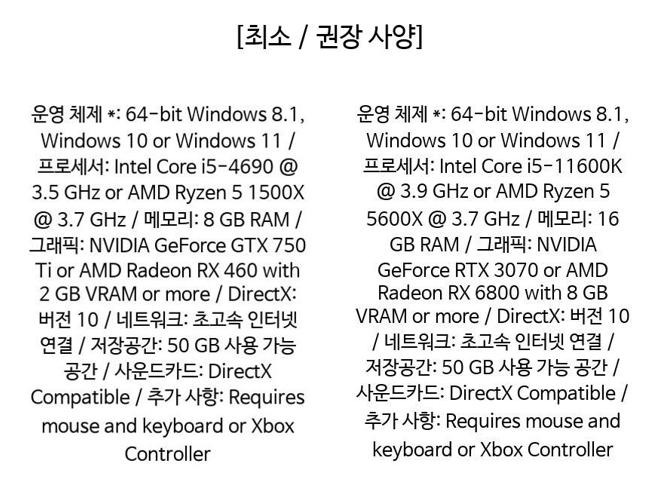 [최소 / 권장 사양]
운영 체제 *: 64-bit Windows 8.1,
Windows 10 or Windows 11 /
프로세서: Intel Core i5-4690 @
3.5 GHz or AMD Ryzen 5 1500X
@ 3.7 GHz / 메모리: 8 GB RAM /
그래픽: NVIDIA GeForce GTX 750
Ti or AMD Radeon RX 460 with
2 GB VRAM or more / DirectX:
버전 10 / 네트워크: 초고속 인터넷
연결 / 저장공간: 50 GB 사용 가능
공간 / 사운드카드: DirectX
Compatible / 추가 사항: Requires
mouse and keyboard or Xbox
Controller
운영 체제 *: 64-bit Windows 8.1,
Windows 10 or Windows 11 /
프로세서: Intel Core i5-11600K
@ 3.9 GHz or AMD Ryzen 5
5600X @ 3.7 GHz / 메모리: 16
GB RAM / 그래픽: NVIDIA
GeForce RTX 3070 or AMD
Radeon RX 6800 with 8 GB
VRAM or more / DirectX: 버전 10
/ 네트워크: 초고속 인터넷 연결 /
저장공간: 50 GB 사용 가능 공간 /
사운드카드: DirectX Compatible /
추가 사항: Requires mouse and
keyboard or Xbox Controller